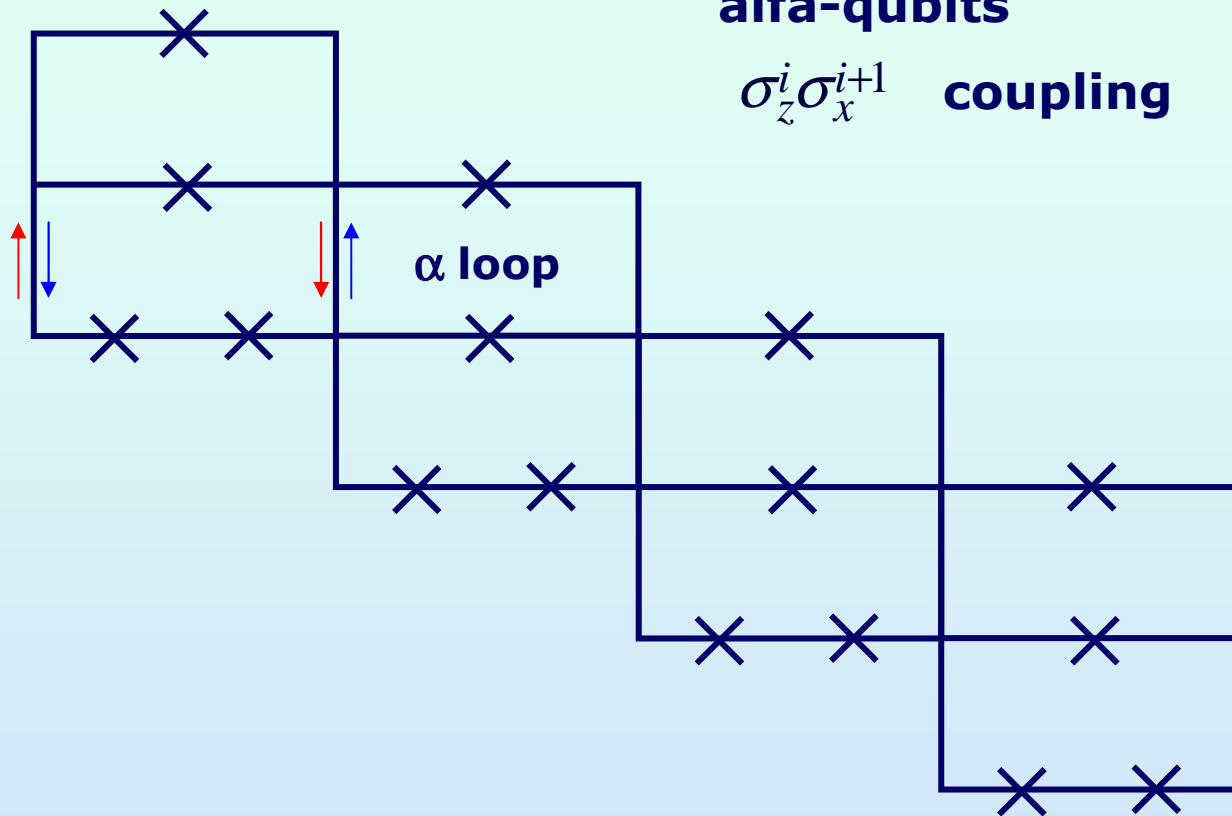 alfa-qubits
σ_z^i σ_x^{i+1} coupling
α loop